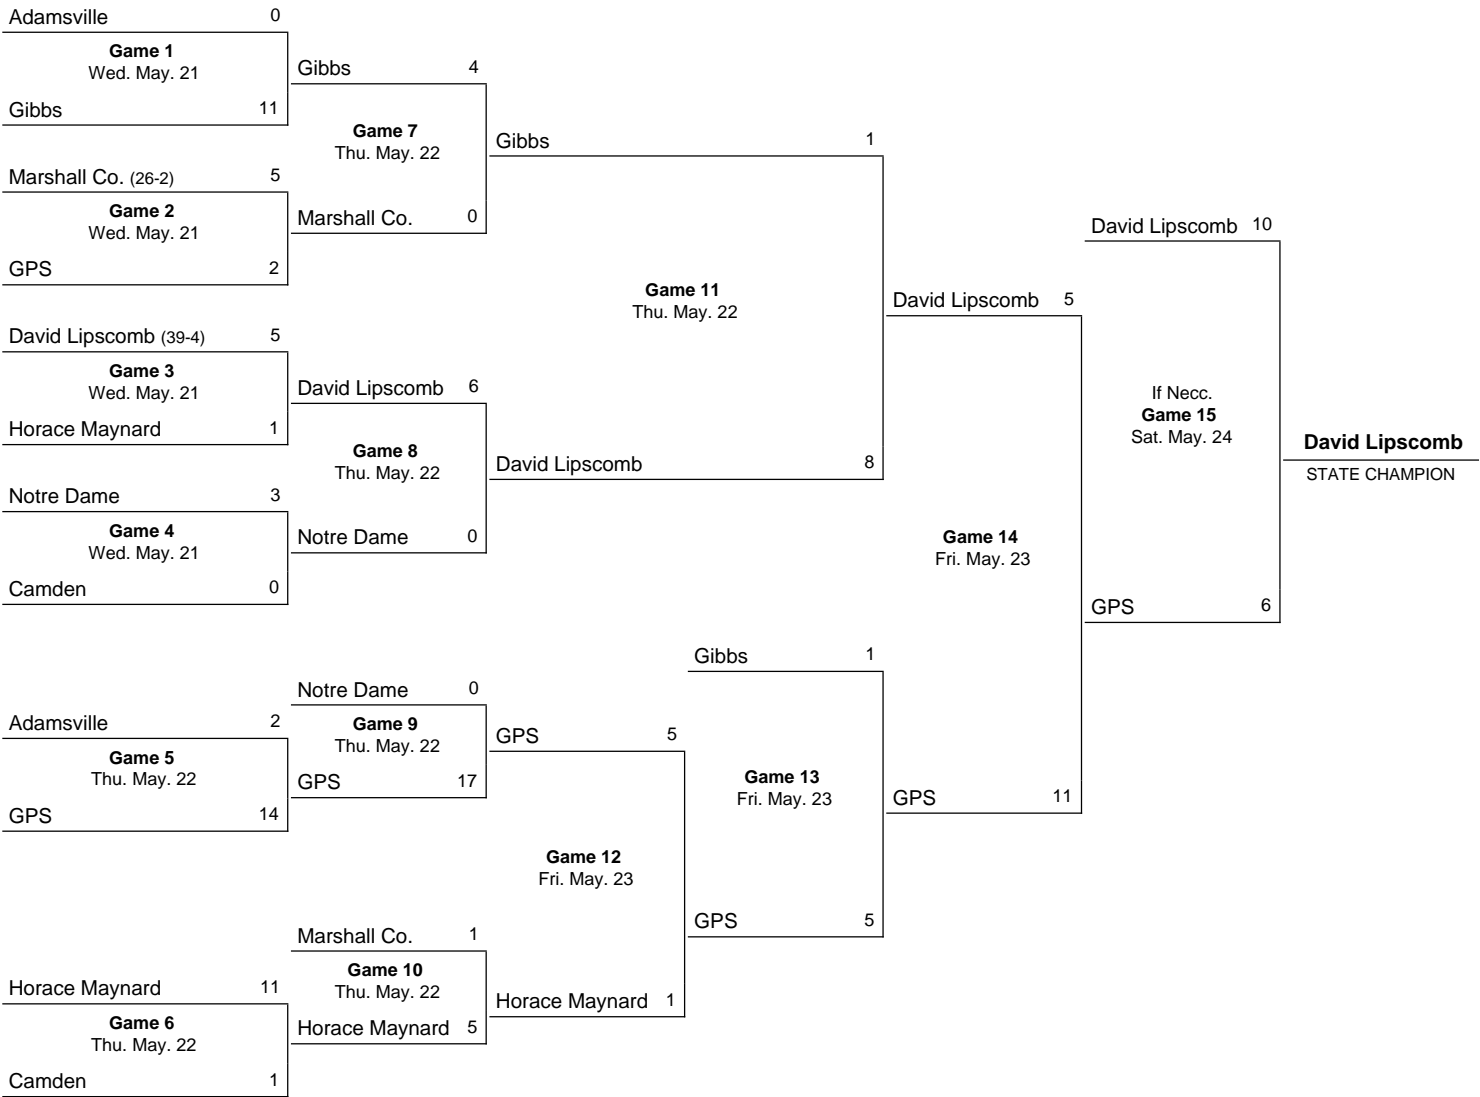 Adamsville 0
Game 1
Wed. May. 21
Gibbs 11
Marshall Co. (26-2) 5
Game 2
Wed. May. 21
GPS 2
David Lipscomb (39-4) 5
Game 3
Wed. May. 21
Horace Maynard 1
Notre Dame 3
Game 4
Wed. May. 21
Camden 0
Adamsville 2
Game 5
Thu. May. 22
GPS 14
Horace Maynard 11
Game 6
Thu. May. 22
Camden 1
Gibbs 4
Game 7
Thu. May. 22
Marshall Co. 0
David Lipscomb 6
Game 8
Thu. May. 22
Notre Dame 0
Notre Dame 0
Game 9
Thu. May. 22
GPS 17
Marshall Co. 1
Game 10
Thu. May. 22
Horace Maynard 5
Gibbs 1
Game 11
Thu. May. 22
David Lipscomb 8
GPS 5
Game 12
Fri. May. 23
Horace Maynard 1
Gibbs 1
Game 13
Fri. May. 23
GPS 5
David Lipscomb 5
Game 14
Fri. May. 23
GPS 11
David Lipscomb 10
If Necc.
Game 15
Sat. May. 24
GPS 6
David Lipscomb
STATE CHAMPION